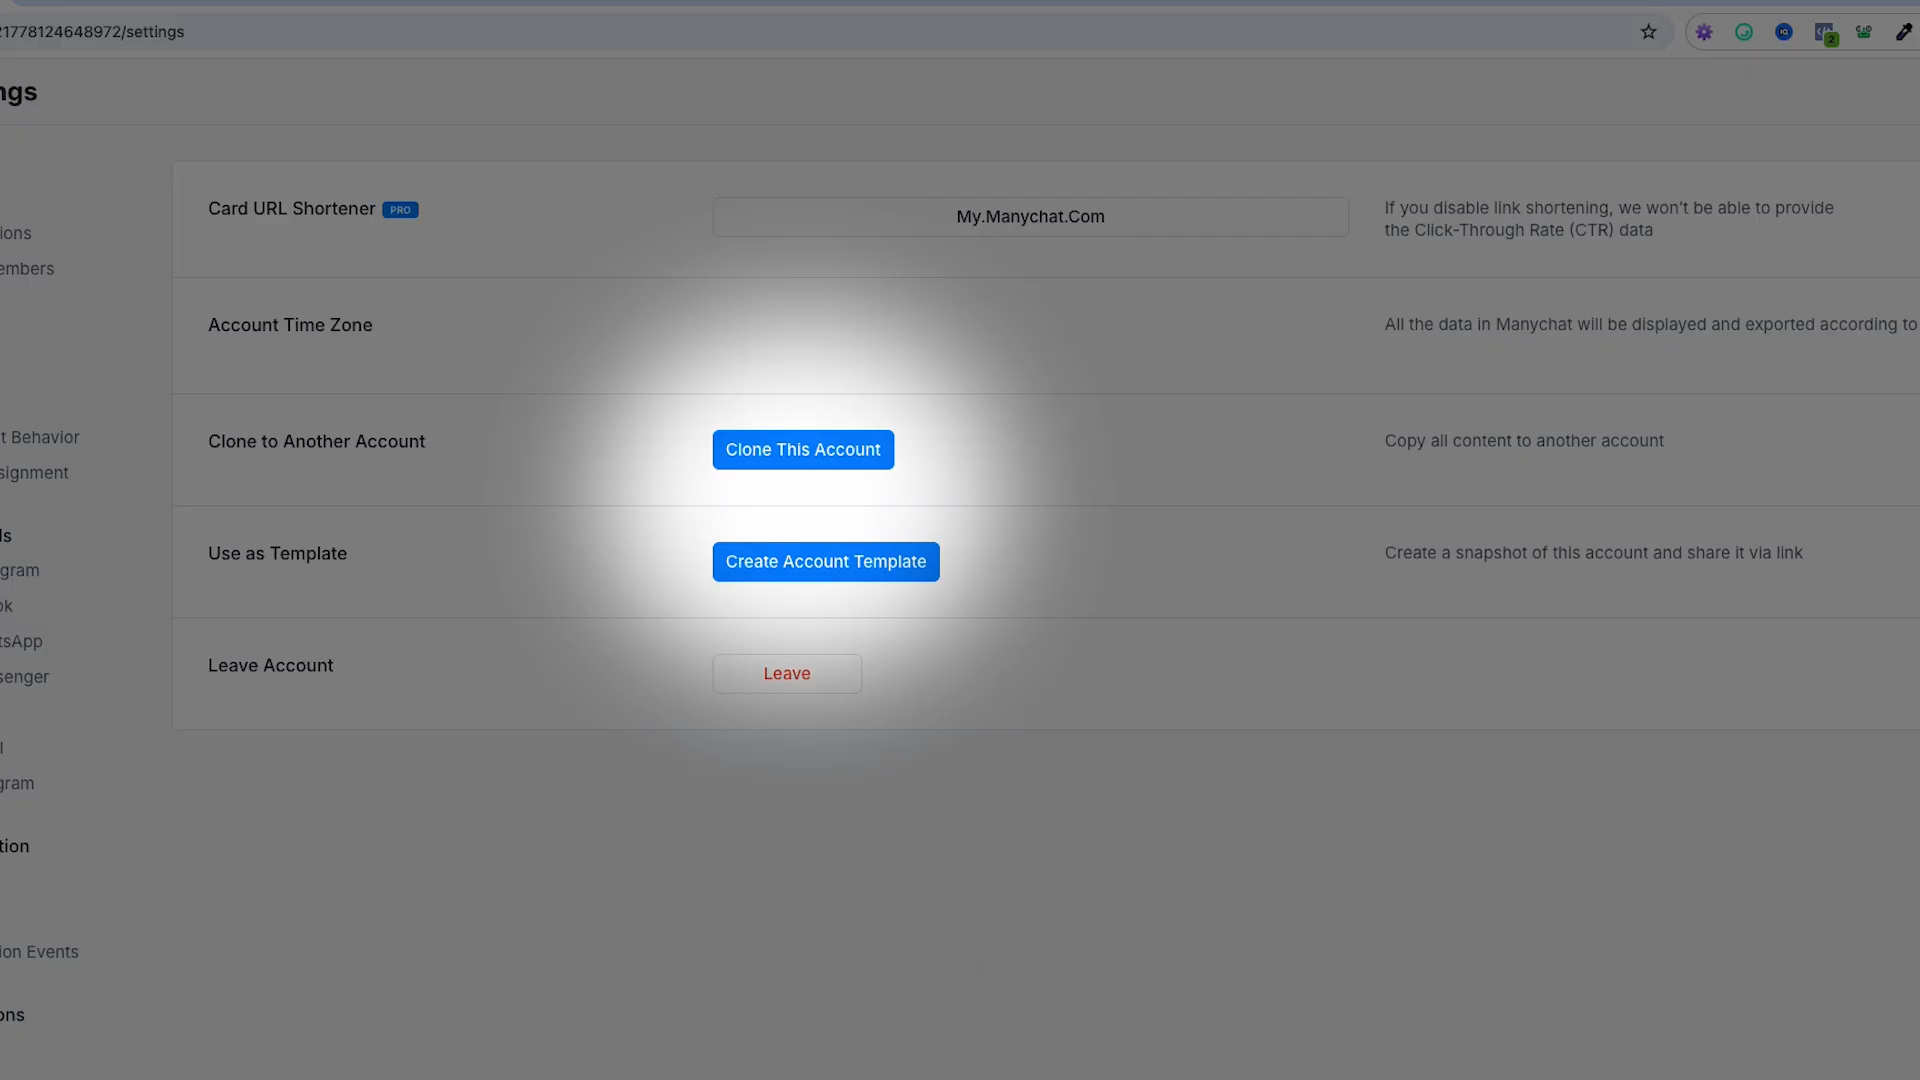 21778124648972/settings
2
ngs
Card URL Shortener PRO
My.Manychat.Com
If you disable link shortening, we won't be able to provide
the Click-Through Rate (CTR) data
ions
embers
Account Time Zone
All the data in Manychat will be displayed and exported according to
t Behavior
Clone to Another Account
Clone This Account
Copy all content to another account
signment
ls
Use as Template
Create Account Template
Create a snapshot of this account and share it via link
gram
ok
tsApp
senger
Leave Account
Leave
l
gram
tion
ion Events
ons